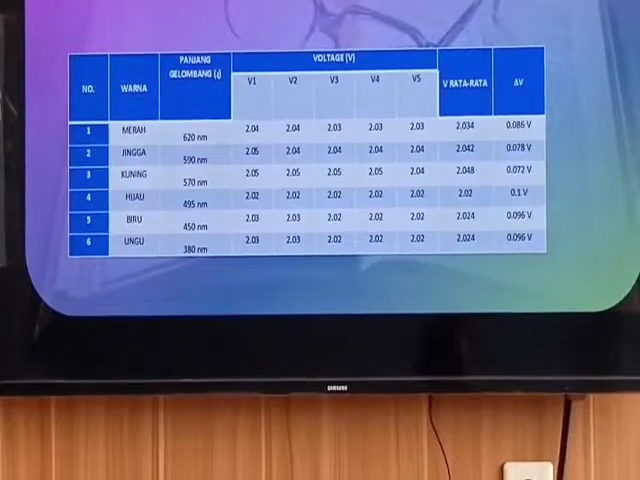 NO. WARNA PANJANG GELOMBANG (λ) VOLTAGE (V) V RATA-RATA ΔV
V1 V2 V3 V4 V5
1 MERAH 620 nm 2.04 2.04 2.03 2.03 2.03 2.034 0.086 V
2 JINGGA 590 nm 2.05 2.04 2.04 2.04 2.04 2.042 0.078 V
3 KUNING 570 nm 2.05 2.05 2.05 2.05 2.04 2.048 0.072 V
4 HIJAU 495 nm 2.02 2.02 2.02 2.02 2.02 2.02 0.1 V
5 BIRU 450 nm 2.03 2.03 2.02 2.02 2.02 2.024 0.096 V
6 UNGU 380 nm 2.03 2.03 2.02 2.02 2.02 2.024 0.096 V
SAMSUNG